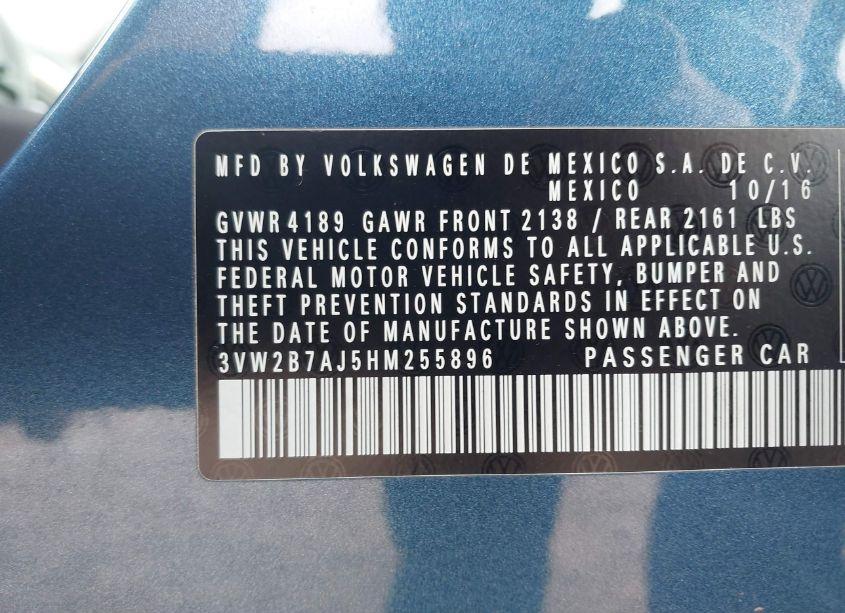 MFD BY VOLKSWAGEN DE MEXICO S.A. DE C.V.
MEXICO 10/16
GVWR 4189 GAWR FRONT 2138 / REAR 2161 LBS
THIS VEHICLE CONFORMS TO ALL APPLICABLE U.S.
FEDERAL MOTOR VEHICLE SAFETY, BUMPER AND
THEFT PREVENTION STANDARDS IN EFFECT ON
THE DATE OF MANUFACTURE SHOWN ABOVE.
3VW2B7AJ5HM255896 PASSENGER CAR